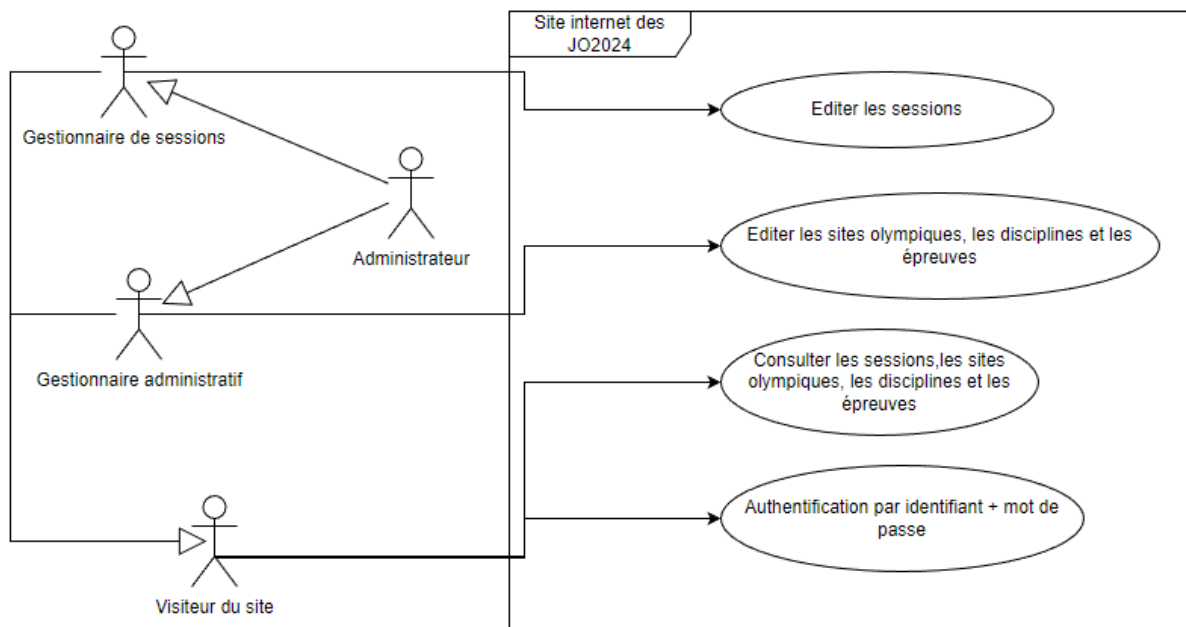 Site internet des
JO2024
Gestionnaire de sessions
Editer les sessions
Administrateur
Editer les sites olympiques, les disciplines et les
épreuves
Gestionnaire administratif
Consulter les sessions,les sites
olympiques, les disciplines et les
épreuves
Authentification par identifiant + mot de
passe
Visiteur du site